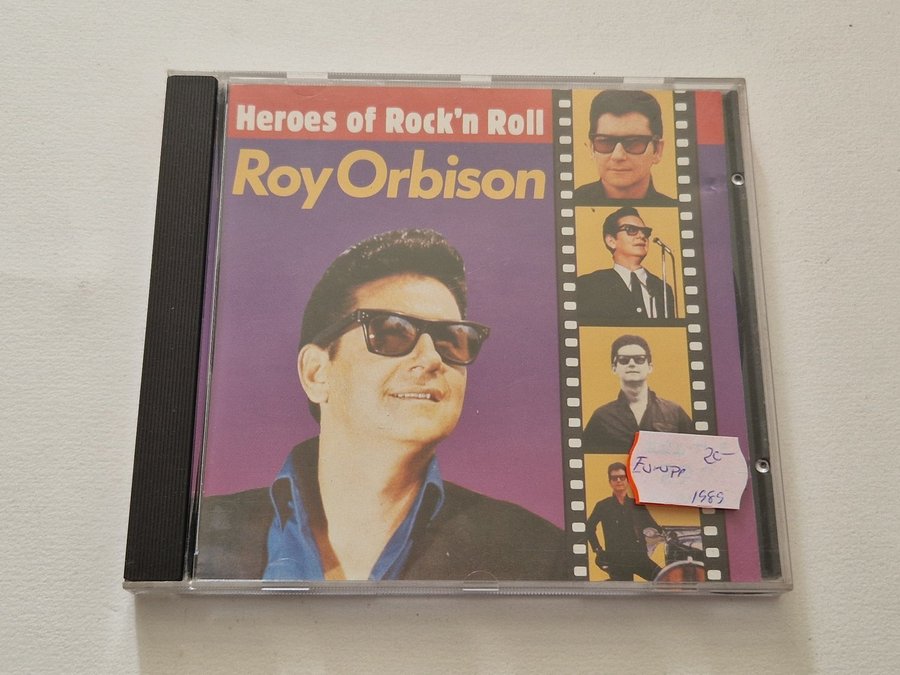 Heroes of Rock'n Roll
Roy Orbison
20-
1989